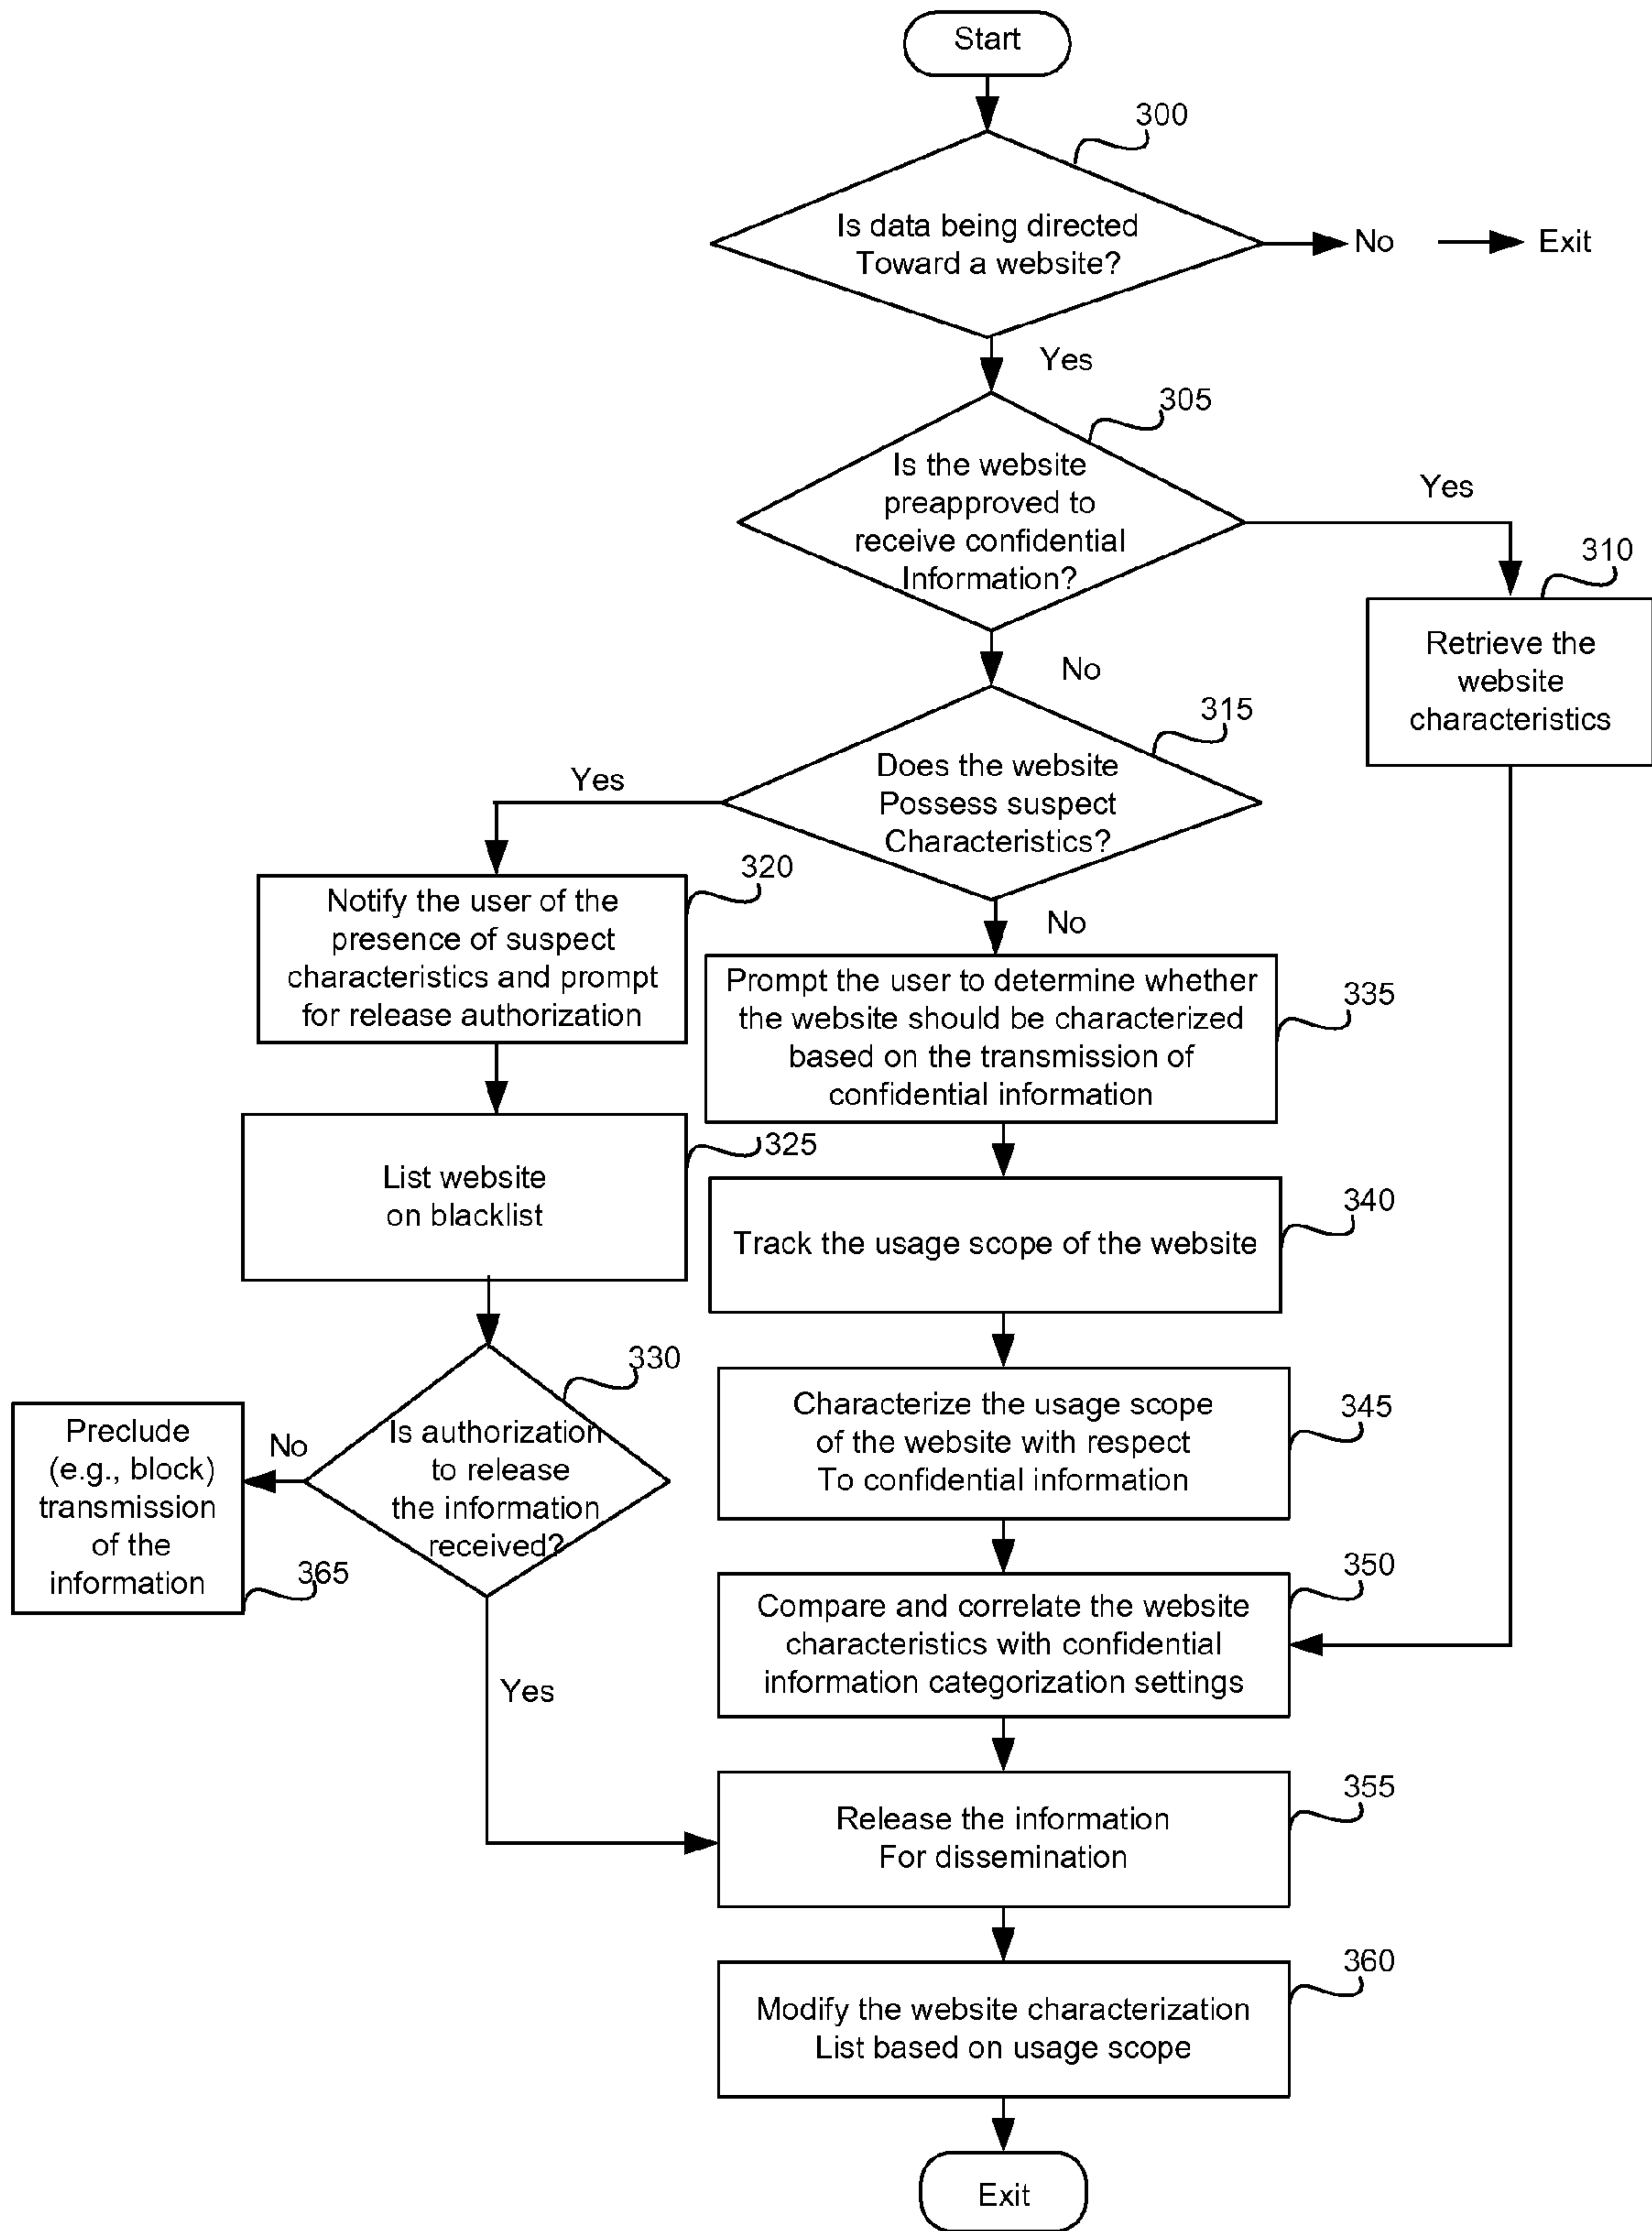 Start
300
Is data being directed
Toward a website?
No
Exit
Yes
305
Is the website
preapproved to
receive confidential
Information?
Yes
310
Retrieve the
website
characteristics
No
315
Does the website
Possess suspect
Characteristics?
Yes
320
Notify the user of the
presence of suspect
characteristics and prompt
for release authorization
No
Prompt the user to determine whether
the website should be characterized
based on the transmission of
confidential information
335
325
List website
on blacklist
340
Track the usage scope of the website
330
Is authorization
to release
the information
received?
No
Preclude
(e.g., block)
transmission
of the
information
365
Characterize the usage scope
of the website with respect
To confidential information
345
350
Compare and correlate the website
characteristics with confidential
information categorization settings
Yes
355
Release the information
For dissemination
360
Modify the website characterization
List based on usage scope
Exit